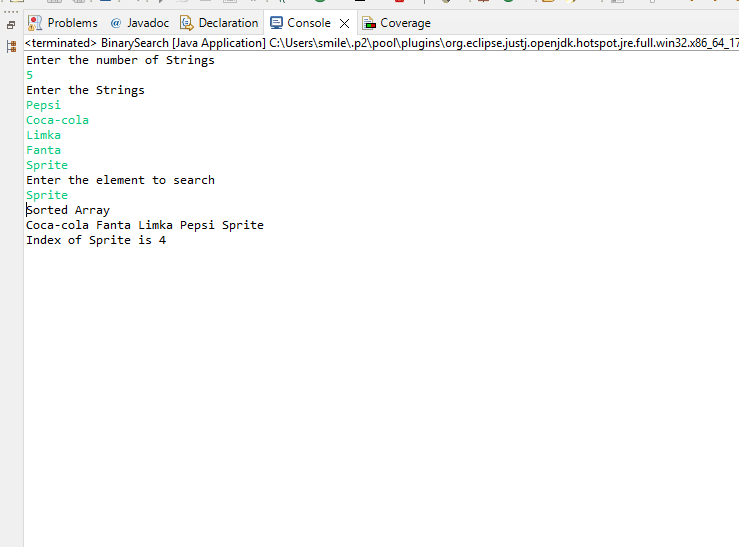 Problems @ Javadoc Declaration Console Coverage
<terminated> BinarySearch [Java Application] C:\Users\smile\.p2\pool\plugins\org.eclipse.justj.openjdk.hotspot.jre.full.win32.x86_64_17
Enter the number of Strings
5
Enter the Strings
Pepsi
Coca-cola
Limka
Fanta
Sprite
Enter the element to search
Sprite
Sorted Array
Coca-cola Fanta Limka Pepsi Sprite
Index of Sprite is 4